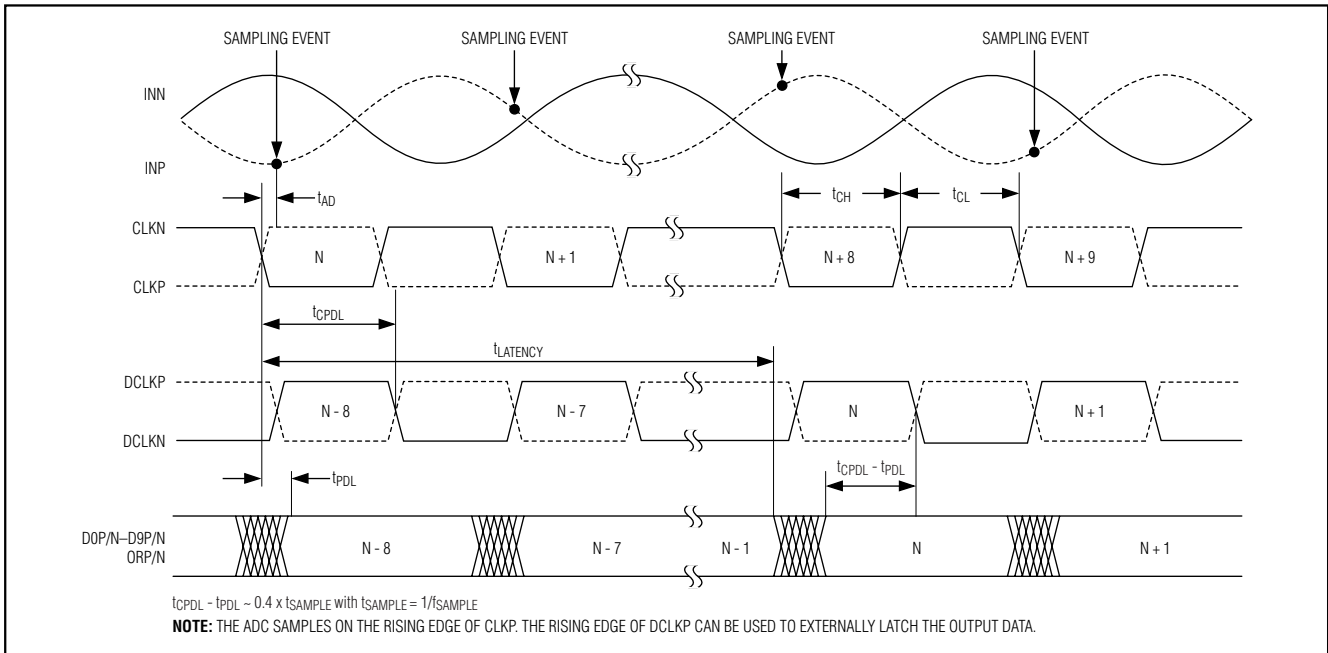 SAMPLING EVENT SAMPLING EVENT SAMPLING EVENT SAMPLING EVENT
INN
INP
tAD
tCH tCL
CLKN
N N + 1 N + 8 N + 9
CLKP
tCPDL
tLATENCY
DCLKP
N - 8 N - 7 N N + 1
DCLKN
tPDL
tCPDL - tPDL
D0P/N–D9P/N
ORP/N
N - 8 N - 7 N - 1 N N + 1
tCPDL - tPDL ~ 0.4 x tSAMPLE with tSAMPLE = 1/fSAMPLE
NOTE: THE ADC SAMPLES ON THE RISING EDGE OF CLKP. THE RISING EDGE OF DCLKP CAN BE USED TO EXTERNALLY LATCH THE OUTPUT DATA.